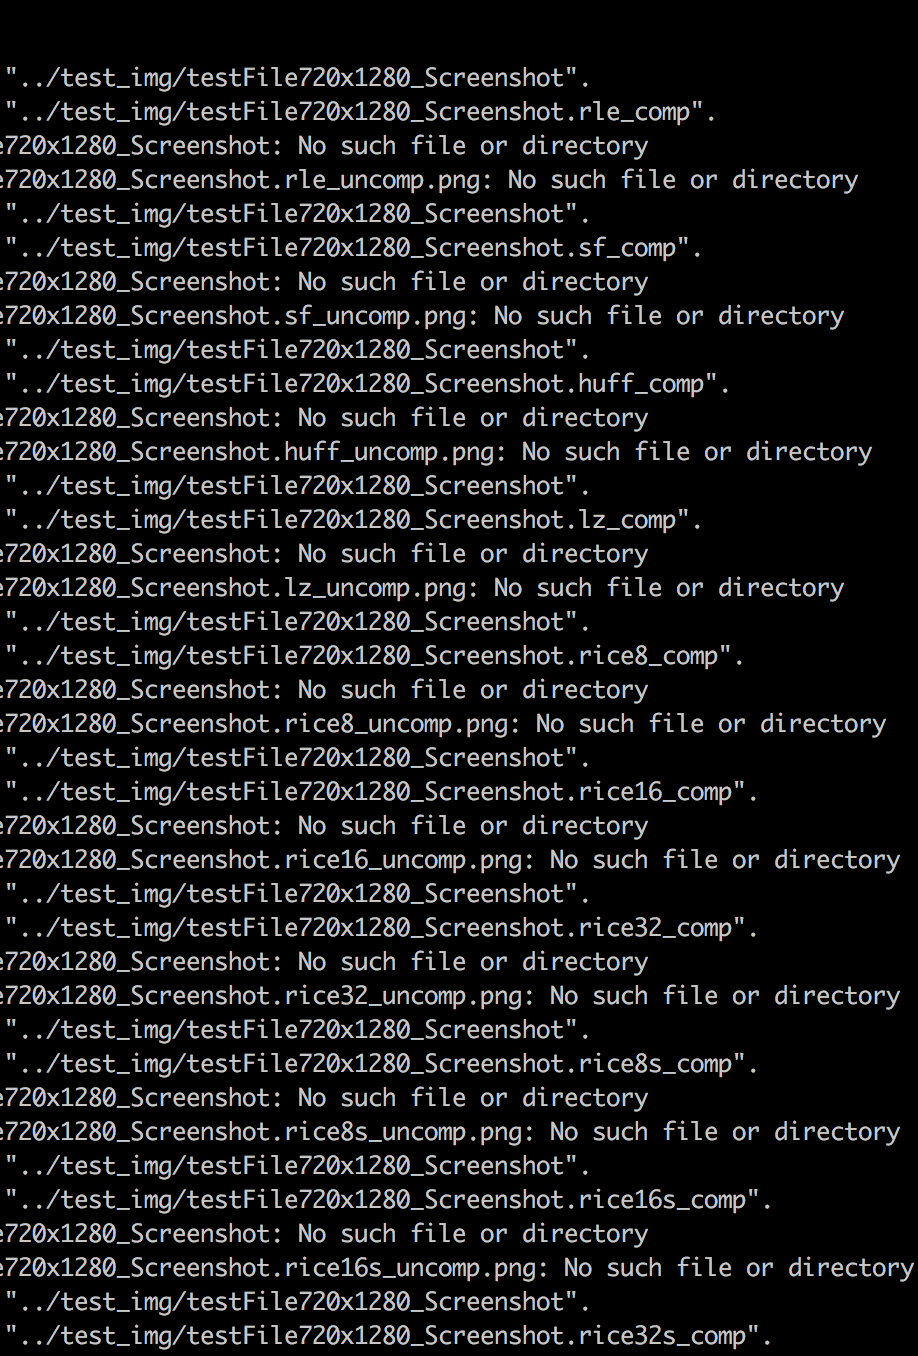 "../test_img/testFile720x1280_Screenshot".
"../test_img/testFile720x1280_Screenshot.rle_comp".
e720x1280_Screenshot: No such file or directory
e720x1280_Screenshot.rle_uncomp.png: No such file or directory
"../test_img/testFile720x1280_Screenshot".
"../test_img/testFile720x1280_Screenshot.sf_comp".
e720x1280_Screenshot: No such file or directory
e720x1280_Screenshot.sf_uncomp.png: No such file or directory
"../test_img/testFile720x1280_Screenshot".
"../test_img/testFile720x1280_Screenshot.huff_comp".
e720x1280_Screenshot: No such file or directory
e720x1280_Screenshot.huff_uncomp.png: No such file or directory
"../test_img/testFile720x1280_Screenshot".
"../test_img/testFile720x1280_Screenshot.lz_comp".
e720x1280_Screenshot: No such file or directory
e720x1280_Screenshot.lz_uncomp.png: No such file or directory
"../test_img/testFile720x1280_Screenshot".
"../test_img/testFile720x1280_Screenshot.rice8_comp".
e720x1280_Screenshot: No such file or directory
e720x1280_Screenshot.rice8_uncomp.png: No such file or directory
"../test_img/testFile720x1280_Screenshot".
"../test_img/testFile720x1280_Screenshot.rice16_comp".
e720x1280_Screenshot: No such file or directory
e720x1280_Screenshot.rice16_uncomp.png: No such file or directory
"../test_img/testFile720x1280_Screenshot".
"../test_img/testFile720x1280_Screenshot.rice32_comp".
e720x1280_Screenshot: No such file or directory
e720x1280_Screenshot.rice32_uncomp.png: No such file or directory
"../test_img/testFile720x1280_Screenshot".
"../test_img/testFile720x1280_Screenshot.rice8s_comp".
e720x1280_Screenshot: No such file or directory
e720x1280_Screenshot.rice8s_uncomp.png: No such file or directory
"../test_img/testFile720x1280_Screenshot".
"../test_img/testFile720x1280_Screenshot.rice16s_comp".
e720x1280_Screenshot: No such file or directory
e720x1280_Screenshot.rice16s_uncomp.png: No such file or directory
"../test_img/testFile720x1280_Screenshot".
"../test_img/testFile720x1280_Screenshot.rice32s_comp".